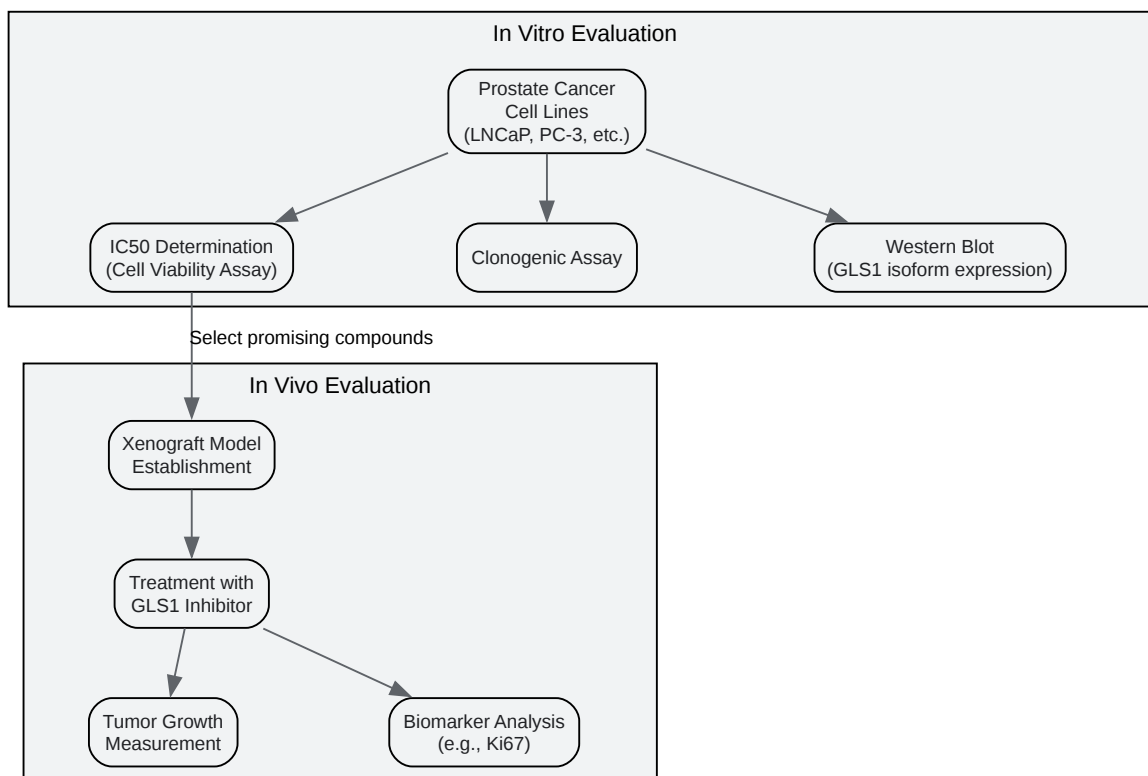 In Vitro Evaluation
Prostate Cancer
Cell Lines
(LNCaP, PC-3, etc.)
IC50 Determination
(Cell Viability Assay)
Clonogenic Assay
Western Blot
(GLS1 isoform expression)
Select promising compounds
In Vivo Evaluation
Xenograft Model
Establishment
Treatment with
GLS1 Inhibitor
Tumor Growth
Measurement
Biomarker Analysis
(e.g., Ki67)